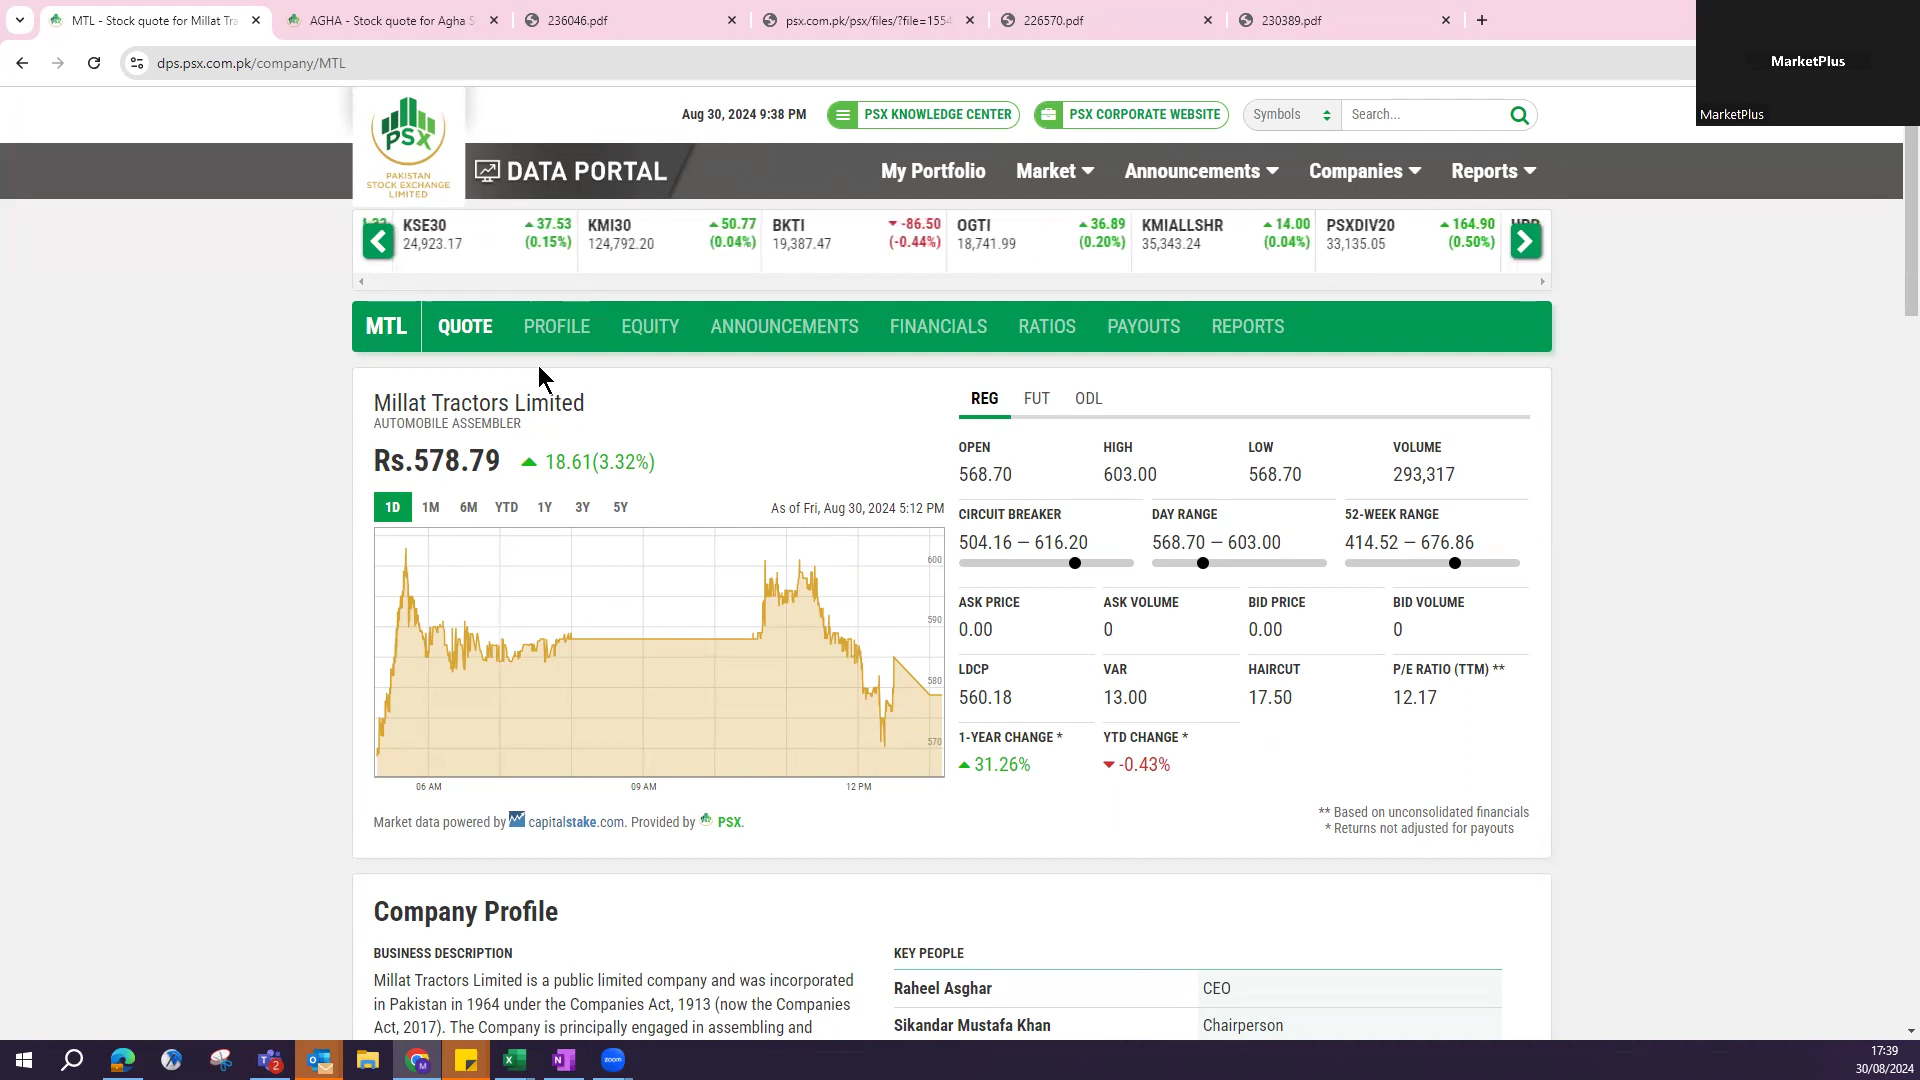 MTL - Stock quote for Millat Tra
AGHA - Stock quote for Agha S
236046.pdf
psx.com.pk/psx/files/?file=1554
226570.pdf
230389.pdf
dps.psx.com.pk/company/MTL
MarketPlus
MarketPlus
PSX
PAKISTAN
STOCK EXCHANGE
LIMITED
Aug 30, 2024 9:38 PM
PSX KNOWLEDGE CENTER
PSX CORPORATE WEBSITE
Symbols
Search...
DATA PORTAL
My Portfolio Market Announcements Companies Reports
KSE30 37.53
24,923.17 (0.15%)
KMI30 50.77
124,792.20 (0.04%)
BKTI -86.50
19,387.47 (-0.44%)
OGTI 36.89
18,741.99 (0.20%)
KMIALLSHR 14.00
35,343.24 (0.04%)
PSXDIV20 164.90
33,135.05 (0.50%)
MTL QUOTE PROFILE EQUITY ANNOUNCEMENTS FINANCIALS RATIOS PAYOUTS REPORTS
Millat Tractors Limited
AUTOMOBILE ASSEMBLER
Rs.578.79 18.61(3.32%)
1D 1M 6M YTD 1Y 3Y 5Y
As of Fri, Aug 30, 2024 5:12 PM
600
590
580
570
06 AM 09 AM 12 PM
Market data powered by capitalstake.com. Provided by PSX.
REG FUT ODL
OPEN HIGH LOW VOLUME
568.70 603.00 568.70 293,317
CIRCUIT BREAKER DAY RANGE 52-WEEK RANGE
504.16 — 616.20 568.70 — 603.00 414.52 — 676.86
ASK PRICE ASK VOLUME BID PRICE BID VOLUME
0.00 0 0.00 0
LDCP VAR HAIRCUT P/E RATIO (TTM) **
560.18 13.00 17.50 12.17
1-YEAR CHANGE * YTD CHANGE *
31.26% -0.43%
** Based on unconsolidated financials
* Returns not adjusted for payouts
Company Profile
BUSINESS DESCRIPTION
Millat Tractors Limited is a public limited company and was incorporated
in Pakistan in 1964 under the Companies Act, 1913 (now the Companies
Act, 2017). The Company is principally engaged in assembling and
KEY PEOPLE
Raheel Asghar CEO
Sikandar Mustafa Khan Chairperson
2
M
zoom
17:39
30/08/2024